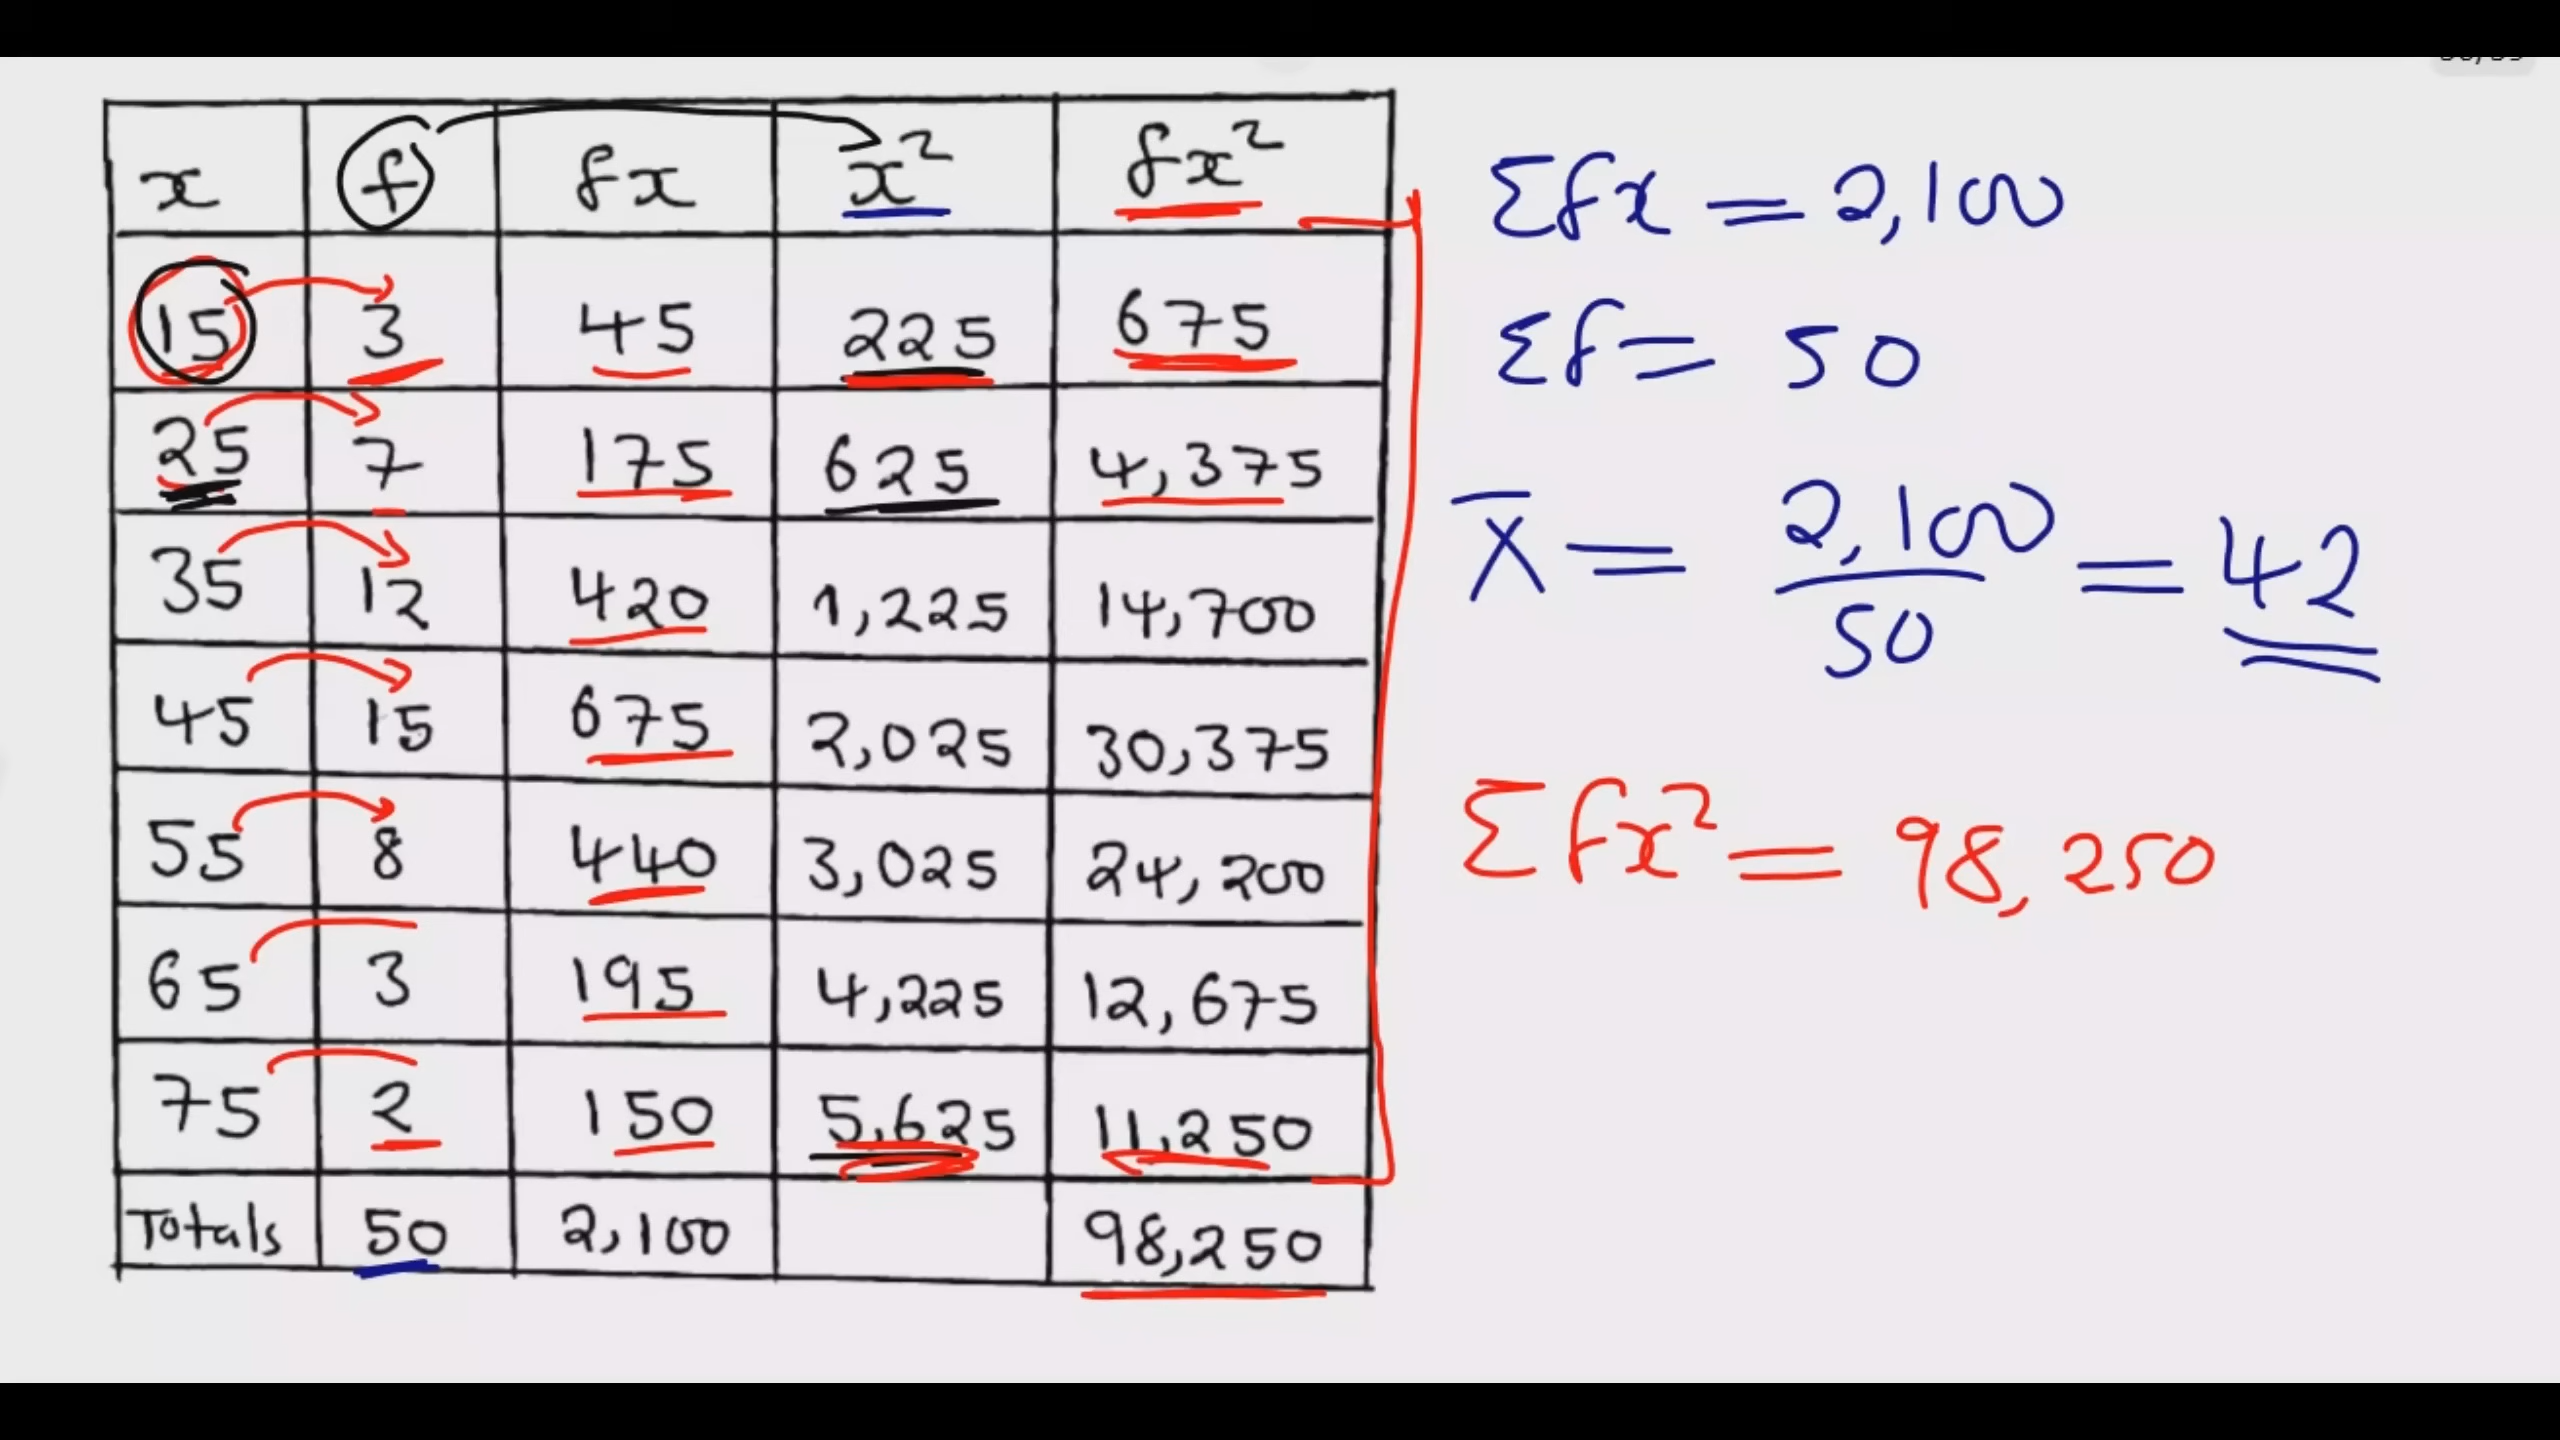 x f fx x² fx²
15 3 45 225 675
25 7 175 625 4,375
35 12 420 1,225 14,700
45 15 675 2,025 30,375
55 8 440 3,025 24,200
65 3 195 4,225 12,675
75 2 150 5,625 11,250
Totals 50 2,100 98,250
Σfx = 2,100
Σf = 50
X̄ = 2,100/50 = 42
Σfx² = 98,250